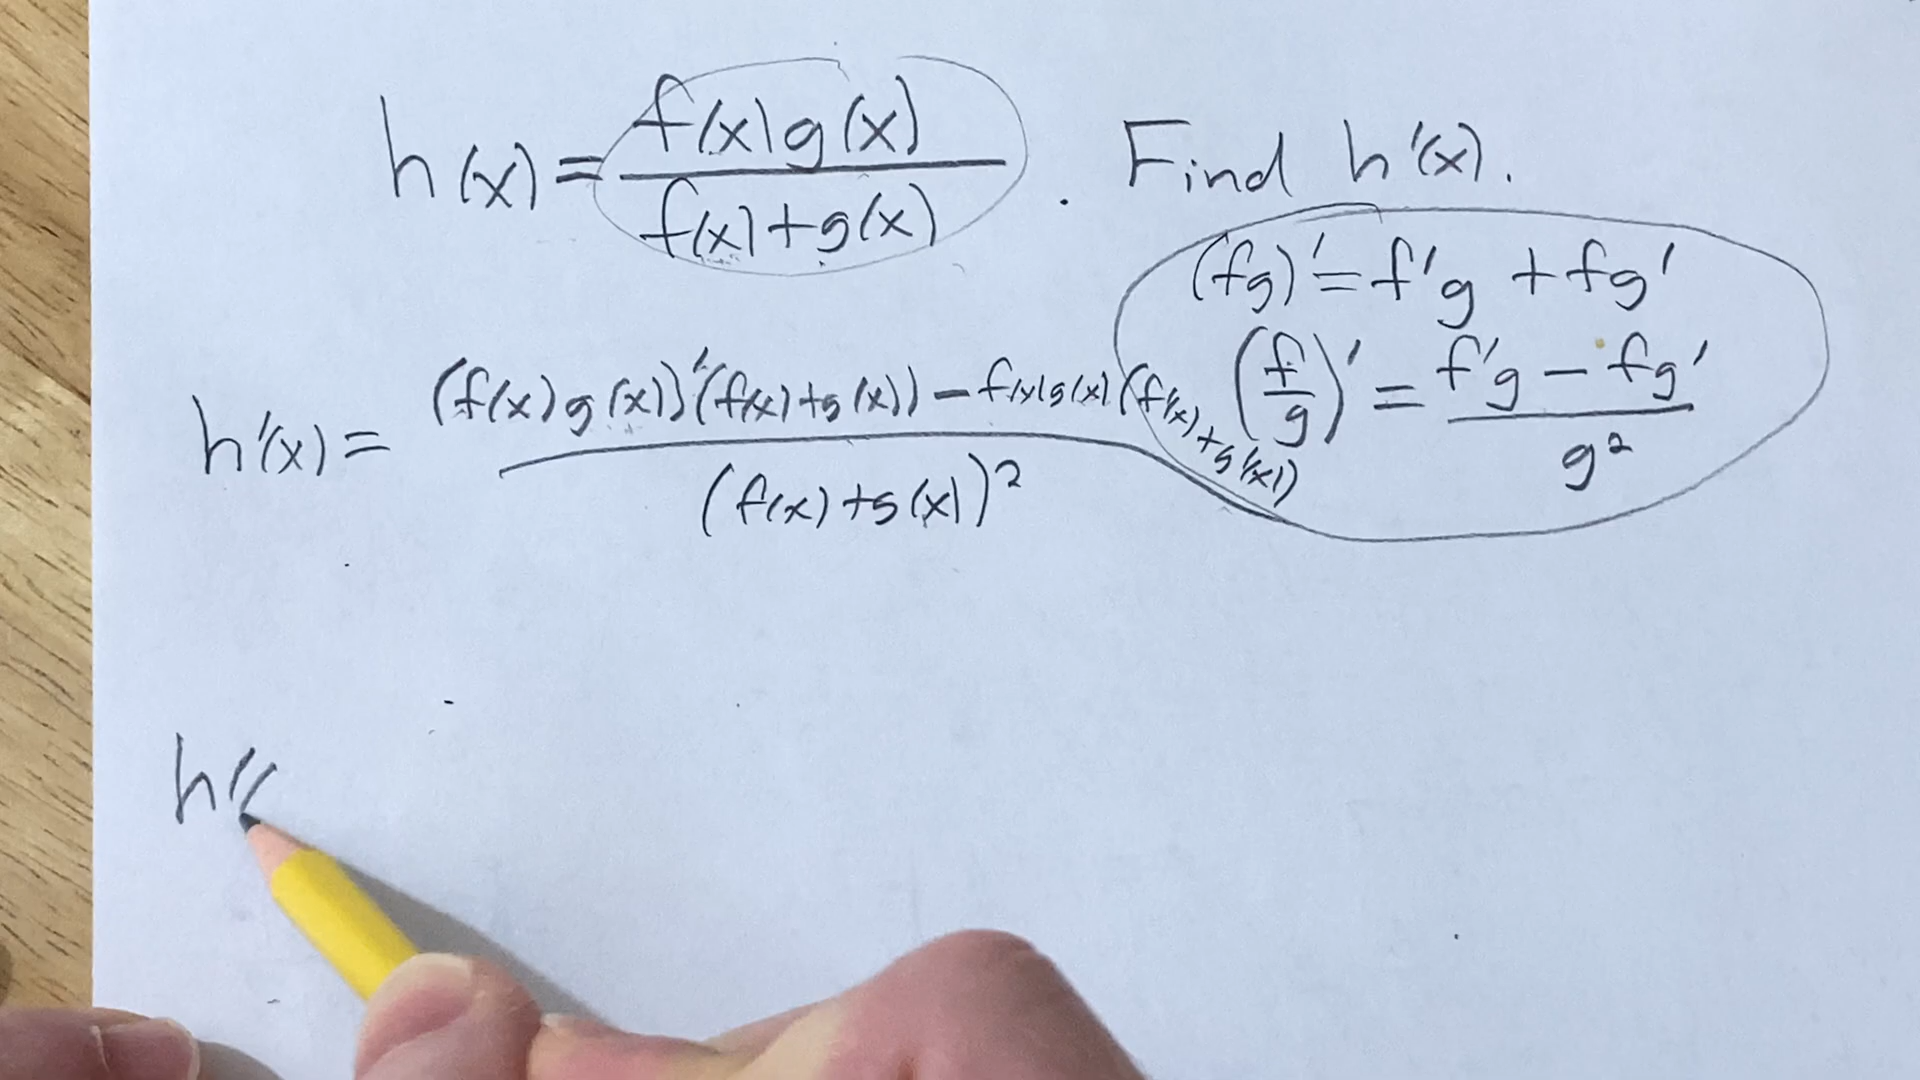 h(x) = f(x)g(x) / f(x)+g(x) . Find h'(x).
(fg)' = f'g + fg'
(f/g)' = f'g - fg' / g²
h'(x) = (f(x)g(x))'(f(x)+g(x)) - f(x)g(x)(f'(x)+g'(x)) / (f(x)+g(x))²
h'(